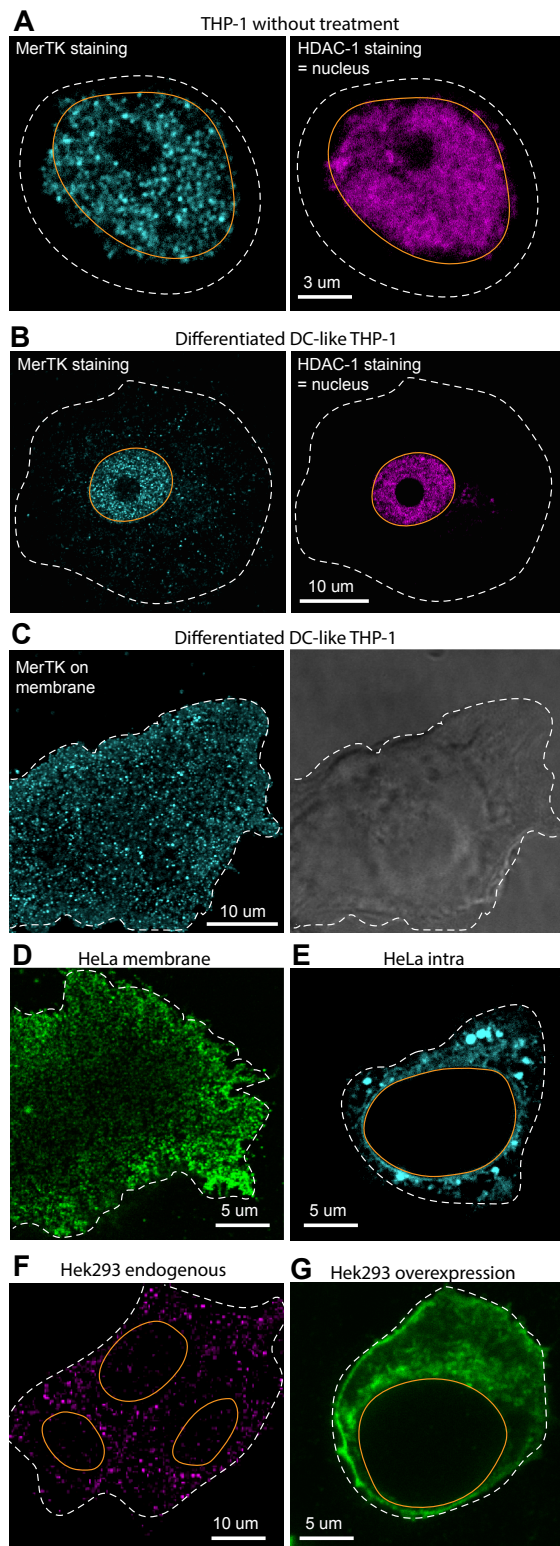 A
THP-1 without treatment
MerTK staining
HDAC-1 staining
= nucleus
3 um
B
Differentiated DC-like THP-1
MerTK staining
HDAC-1 staining
= nucleus
10 um
C
Differentiated DC-like THP-1
MerTK on
membrane
10 um
D
HeLa membrane
5 um
E
HeLa intra
5 um
F
Hek293 endogenous
10 um
G
Hek293 overexpression
5 um